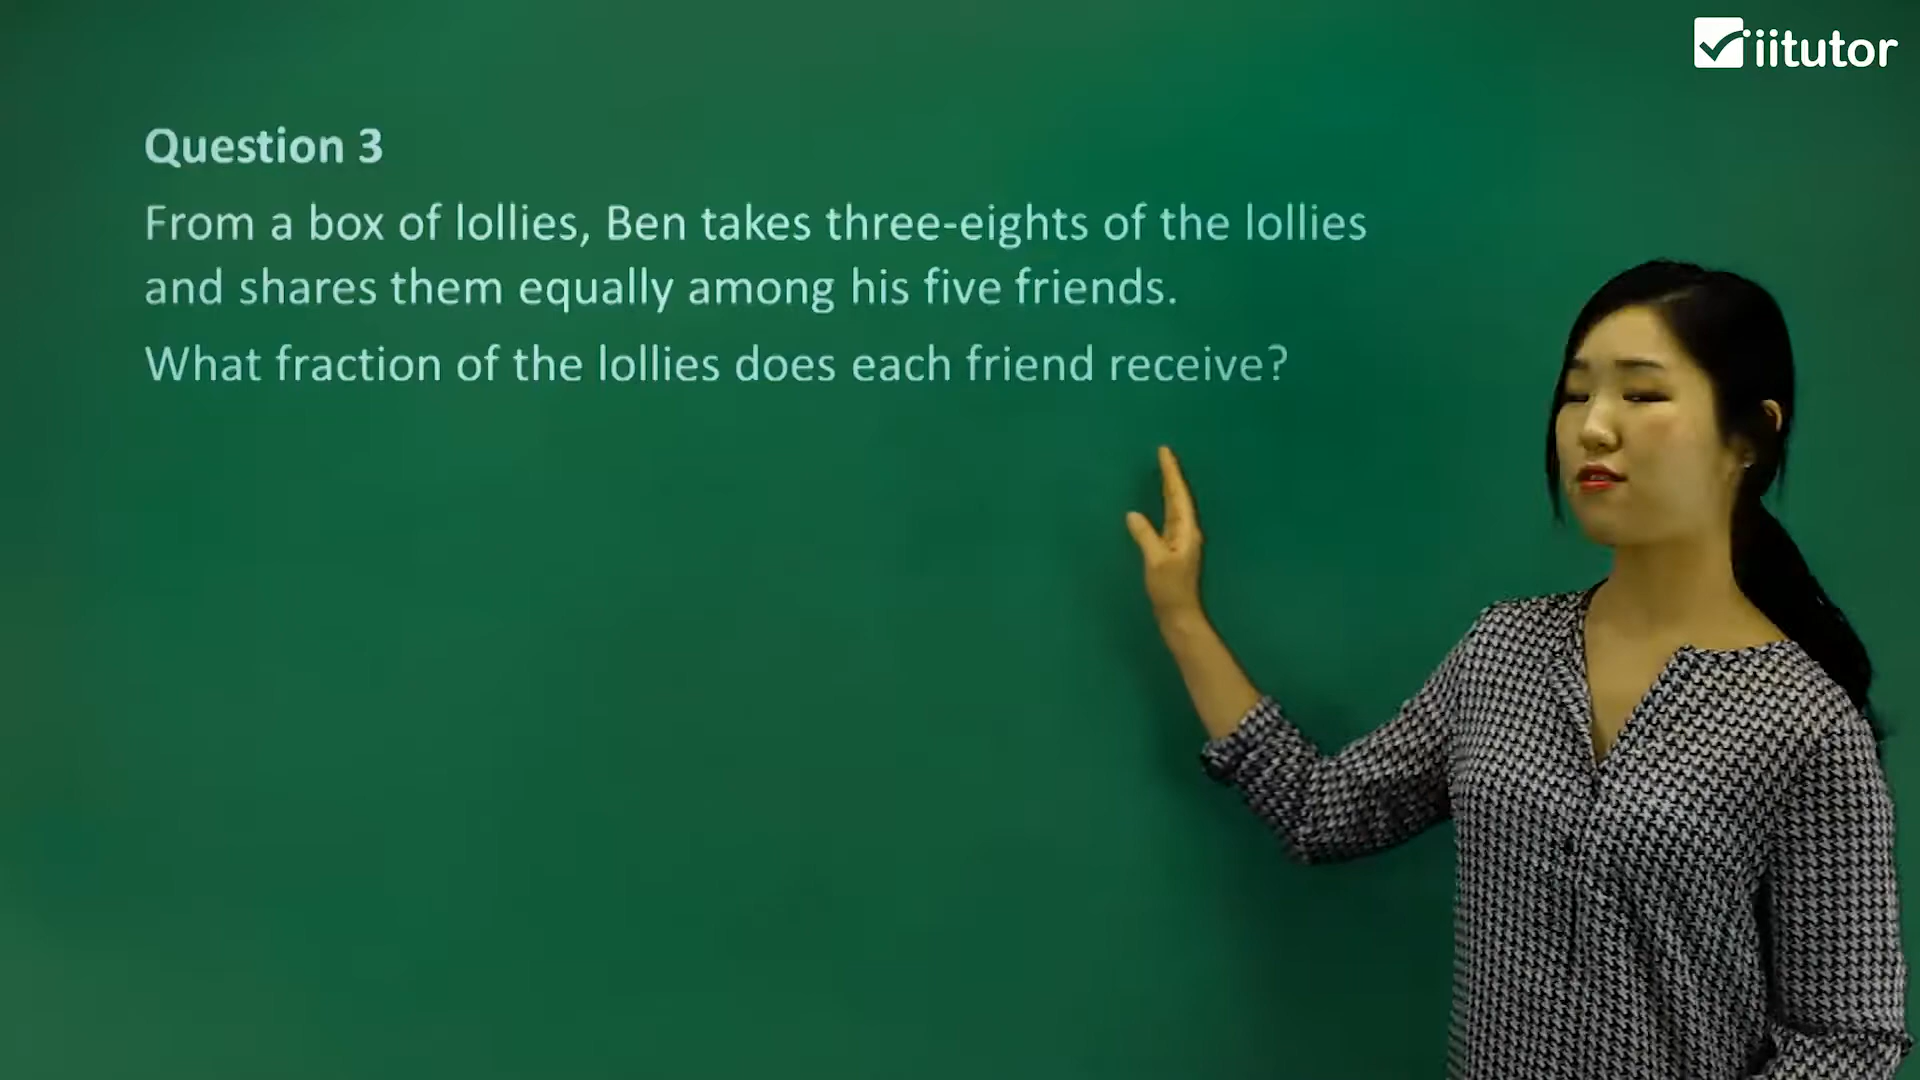 iitutor
Question 3
From a box of lollies, Ben takes three-eights of the lollies
and shares them equally among his five friends.
What fraction of the lollies does each friend receive?